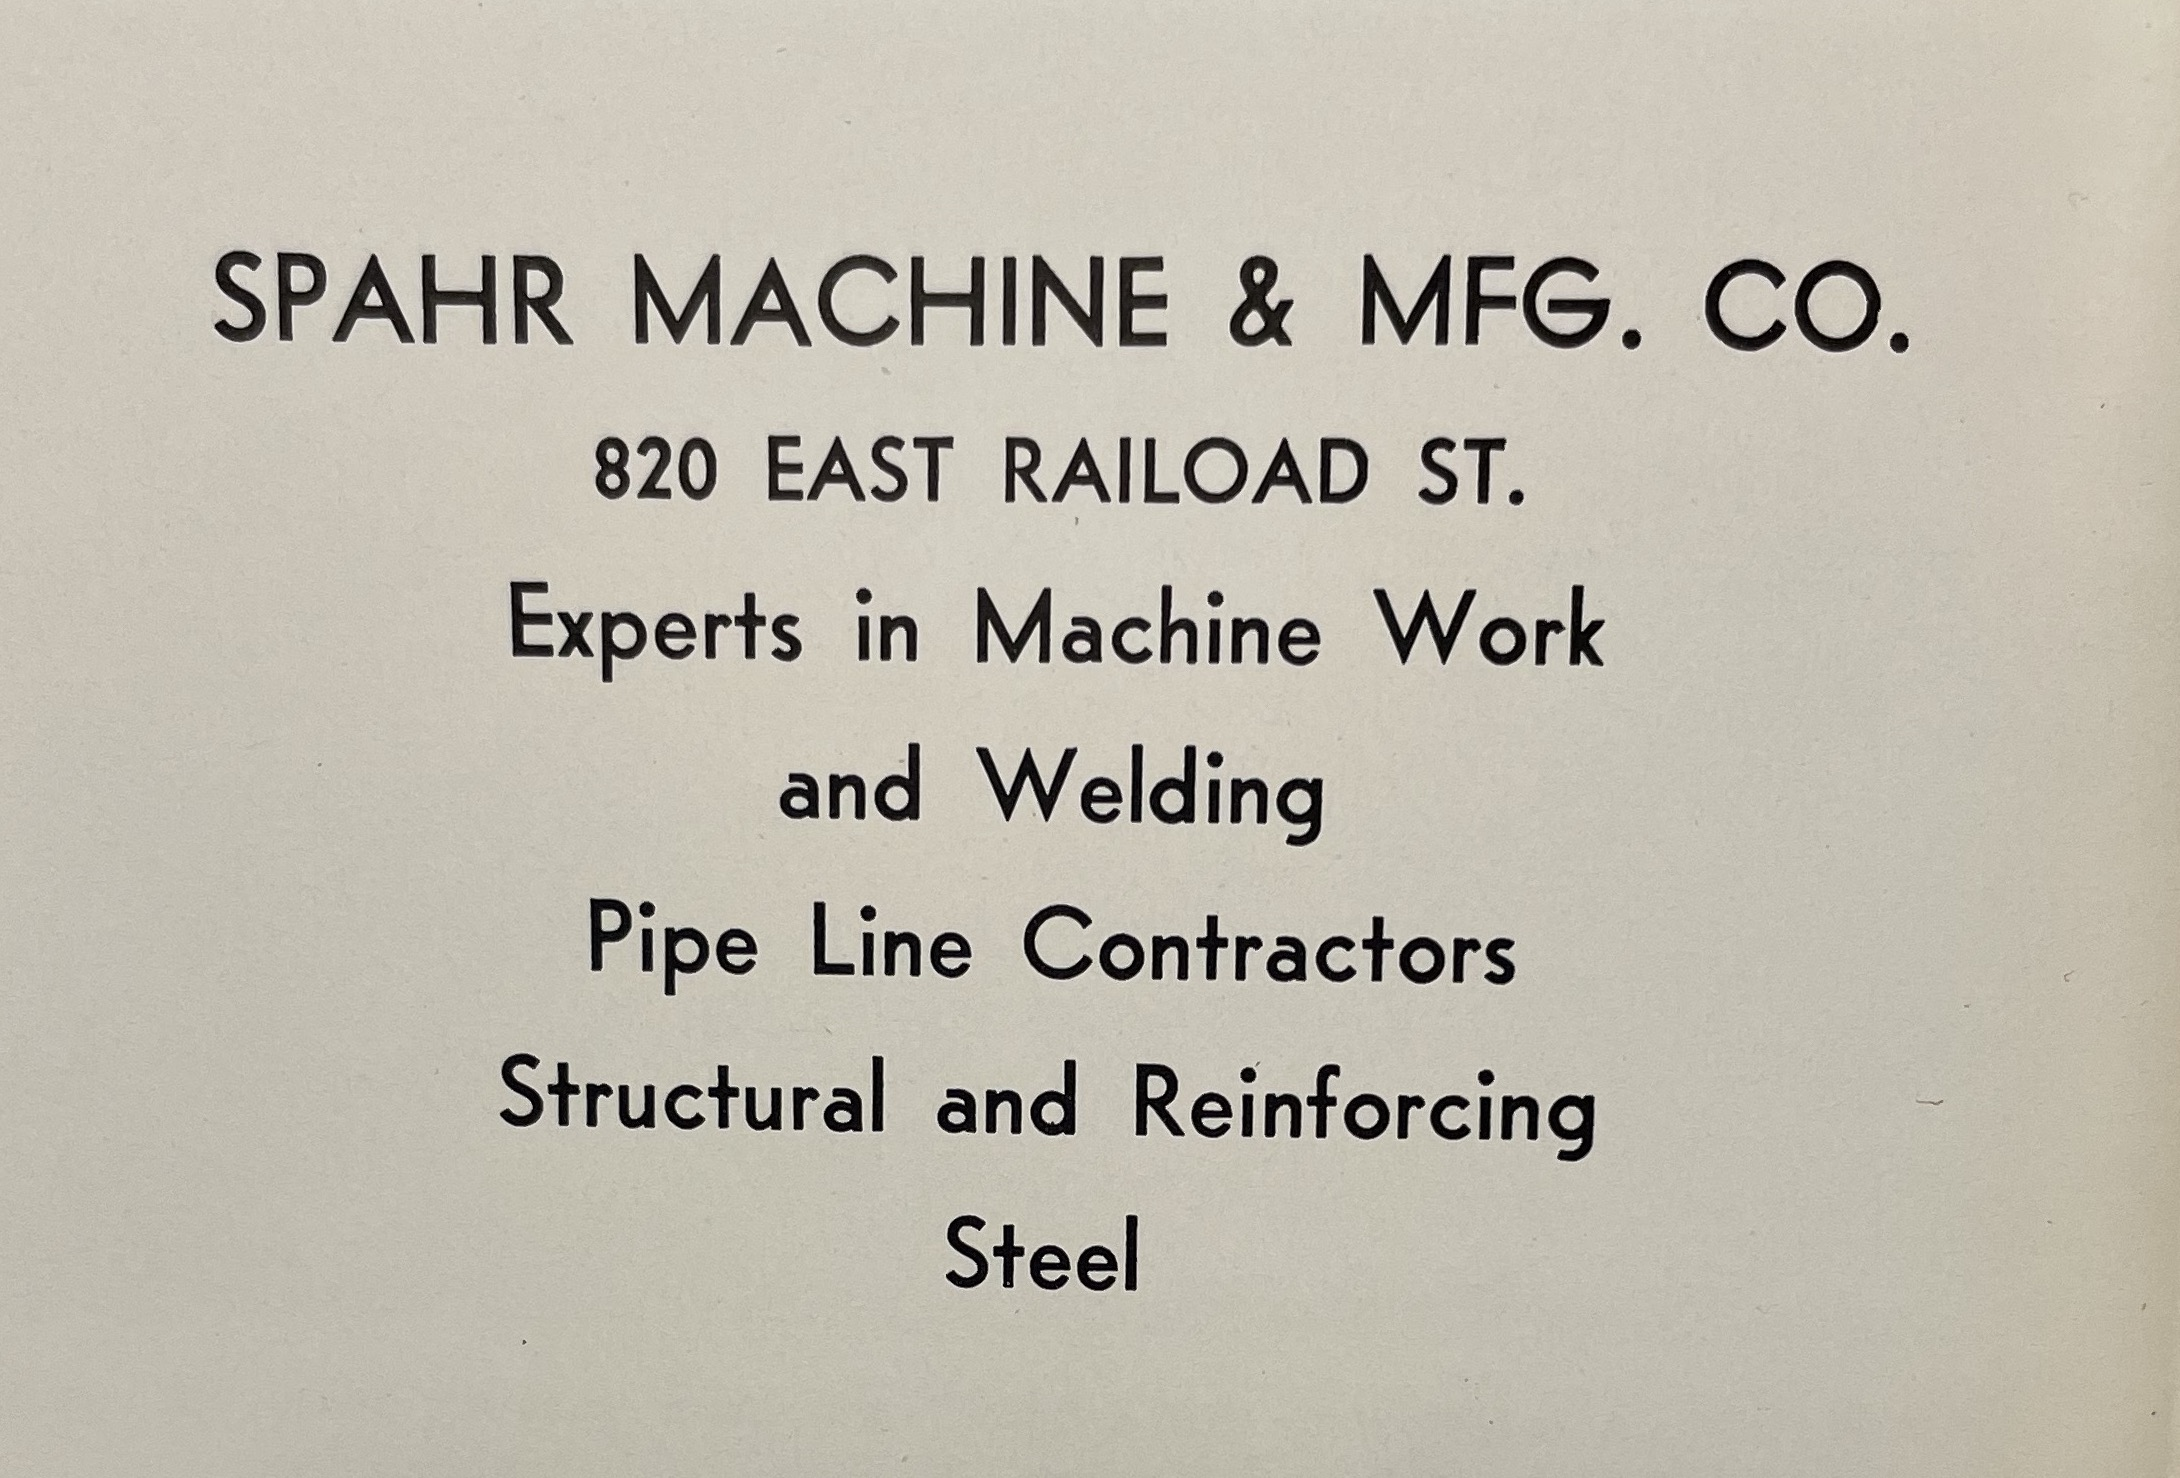 SPAHR MACHINE & MFG. CO.
820 EAST RAILOAD ST.
Experts in Machine Work
and Welding
Pipe Line Contractors
Structural and Reinforcing
Steel